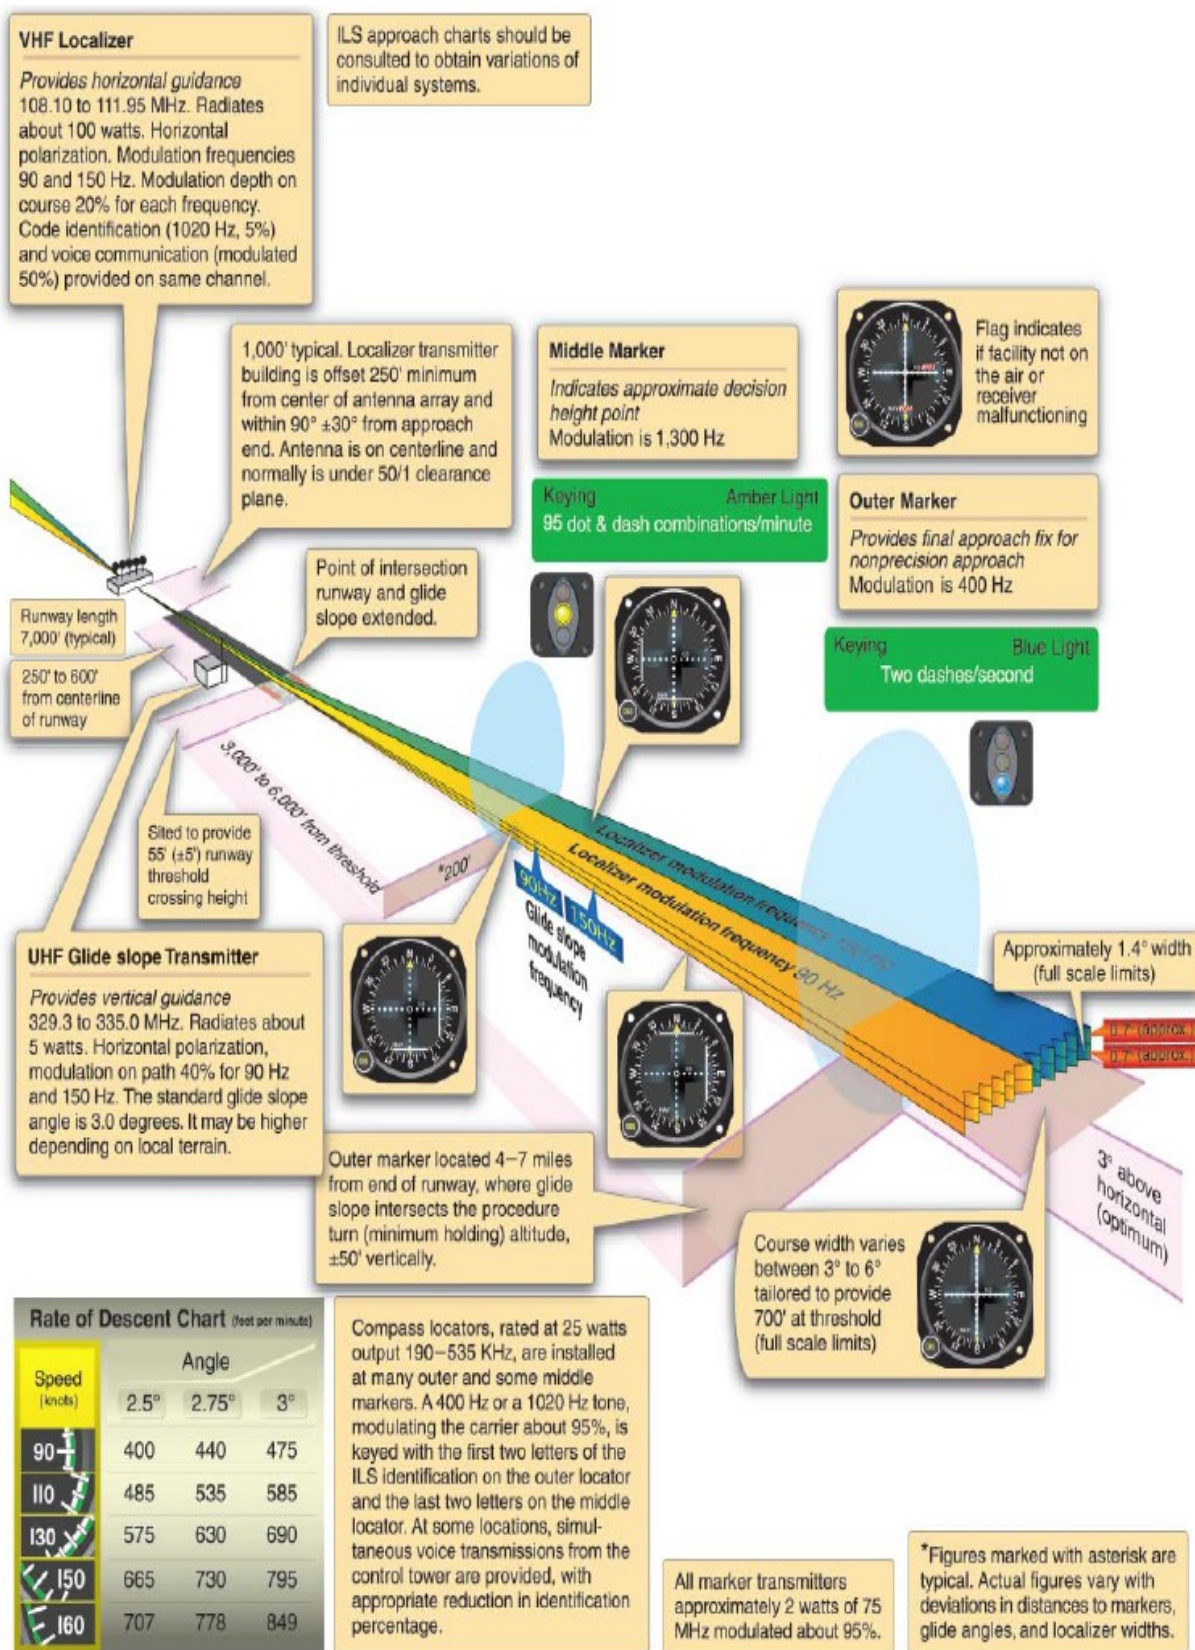 VHF Localizer
Provides horizontal guidance
108.10 to 111.95 MHz. Radiates
about 100 watts. Horizontal
polarization. Modulation frequencies
90 and 150 Hz. Modulation depth on
course 20% for each frequency.
Code identification (1020 Hz, 5%)
and voice communication (modulated
50%) provided on same channel.
ILS approach charts should be
consulted to obtain variations of
individual systems.
1,000' typical. Localizer transmitter
building is offset 250' minimum
from center of antenna array and
within 90° ±30° from approach
end. Antenna is on centerline and
normally is under 50/1 clearance
plane.
Middle Marker
Indicates approximate decision
height point
Modulation is 1,300 Hz
Keying Amber Light
95 dot & dash combinations/minute
Flag indicates
if facility not on
the air or
receiver
malfunctioning
Outer Marker
Provides final approach fix for
nonprecision approach
Modulation is 400 Hz
Keying Blue Light
Two dashes/second
Point of intersection
runway and glide
slope extended.
Runway length
7,000' (typical)
250' to 600'
from centerline
of runway
3,000' to 6,000' from threshold
*200'
Sited to provide
55' (±5') runway
threshold
crossing height
Localizer modulation frequency
Localizer modulation frequency 90 Hz
90Hz 150Hz
Glide slope
modulation
frequency
Approximately 1.4° width
(full scale limits)
0.7° (approx.)
0.7° (approx.)
UHF Glide slope Transmitter
Provides vertical guidance
329.3 to 335.0 MHz. Radiates about
5 watts. Horizontal polarization,
modulation on path 40% for 90 Hz
and 150 Hz. The standard glide slope
angle is 3.0 degrees. It may be higher
depending on local terrain.
Outer marker located 4–7 miles
from end of runway, where glide
slope intersects the procedure
turn (minimum holding) altitude,
±50' vertically.
3° above
horizontal
(optimum)
Course width varies
between 3° to 6°
tailored to provide
700' at threshold
(full scale limits)
Rate of Descent Chart (feet per minute)
Speed
(knots)
Angle
2.5° 2.75° 3°
90 400 440 475
110 485 535 585
130 575 630 690
150 665 730 795
160 707 778 849
Compass locators, rated at 25 watts
output 190–535 KHz, are installed
at many outer and some middle
markers. A 400 Hz or a 1020 Hz tone,
modulating the carrier about 95%, is
keyed with the first two letters of the
ILS identification on the outer locator
and the last two letters on the middle
locator. At some locations, simul-
taneous voice transmissions from the
control tower are provided, with
appropriate reduction in identification
percentage.
All marker transmitters
approximately 2 watts of 75
MHz modulated about 95%.
*Figures marked with asterisk are
typical. Actual figures vary with
deviations in distances to markers,
glide angles, and localizer widths.